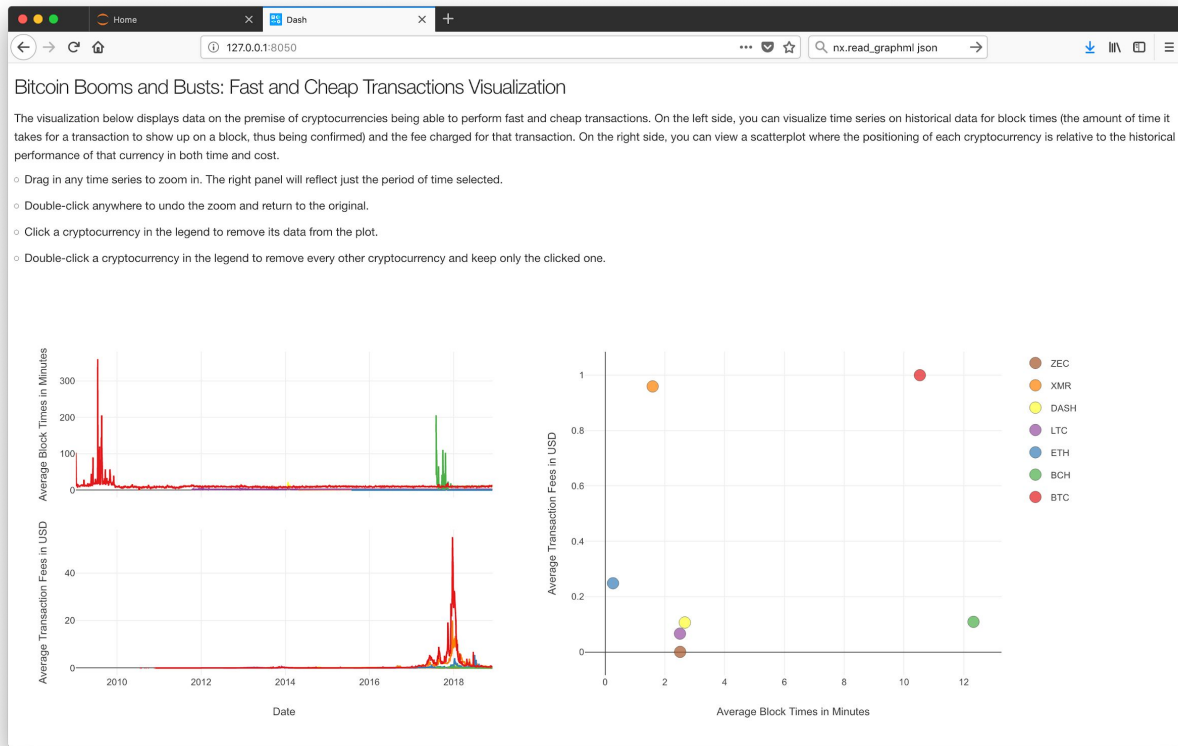 Home
Dash
127.0.0.1:8050
nx.read_graphml json
Bitcoin Booms and Busts: Fast and Cheap Transactions Visualization
The visualization below displays data on the premise of cryptocurrencies being able to perform fast and cheap transactions. On the left side, you can visualize time series on historical data for block times (the amount of time it
takes for a transaction to show up on a block, thus being confirmed) and the fee charged for that transaction. On the right side, you can view a scatterplot where the positioning of each cryptocurrency is relative to the historical
performance of that currency in both time and cost.
Drag in any time series to zoom in. The right panel will reflect just the period of time selected.
Double-click anywhere to undo the zoom and return to the original.
Click a cryptocurrency in the legend to remove its data from the plot.
Double-click a cryptocurrency in the legend to remove every other cryptocurrency and keep only the clicked one.
Average Block Times in Minutes
300
200
100
0
Average Transaction Fees in USD
40
20
0
2010 2012 2014 2016 2018
Date
Average Transaction Fees in USD
1
0.8
0.6
0.4
0.2
0
0 2 4 6 8 10 12
Average Block Times in Minutes
ZEC
XMR
DASH
LTC
ETH
BCH
BTC